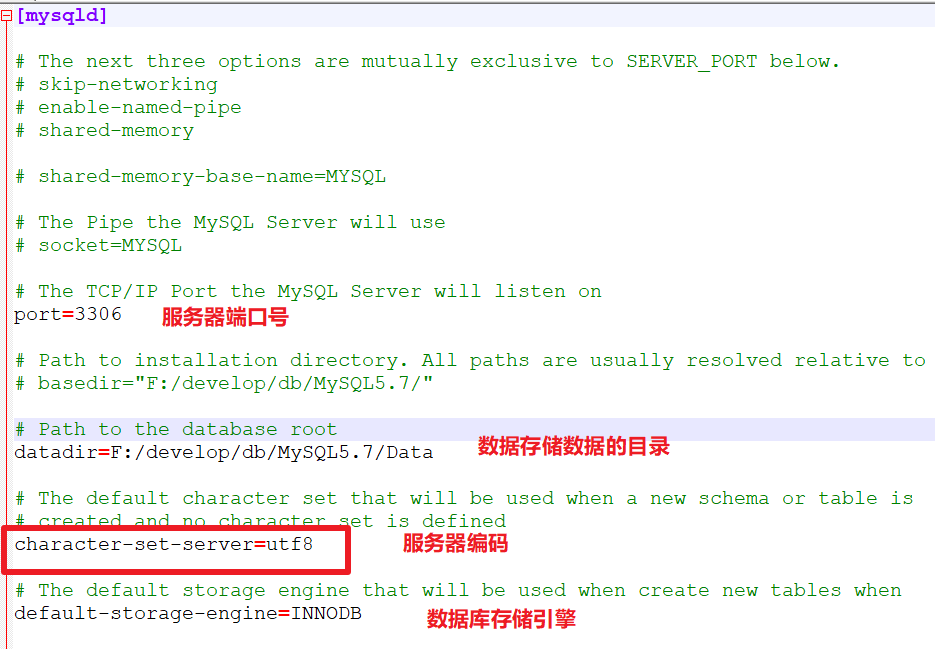 [mysqld]
# The next three options are mutually exclusive to SERVER_PORT below.
# skip-networking
# enable-named-pipe
# shared-memory
# shared-memory-base-name=MYSQL
# The Pipe the MySQL Server will use
# socket=MYSQL
# The TCP/IP Port the MySQL Server will listen on
port=3306 服务器端口号
# Path to installation directory. All paths are usually resolved relative to
# basedir="F:/develop/db/MySQL5.7/"
# Path to the database root
datadir=F:/develop/db/MySQL5.7/Data 数据存储数据的目录
# The default character set that will be used when a new schema or table is
# created and no character set is defined
character-set-server=utf8 服务器编码
# The default storage engine that will be used when create new tables when
default-storage-engine=INNODB 数据库存储引擎